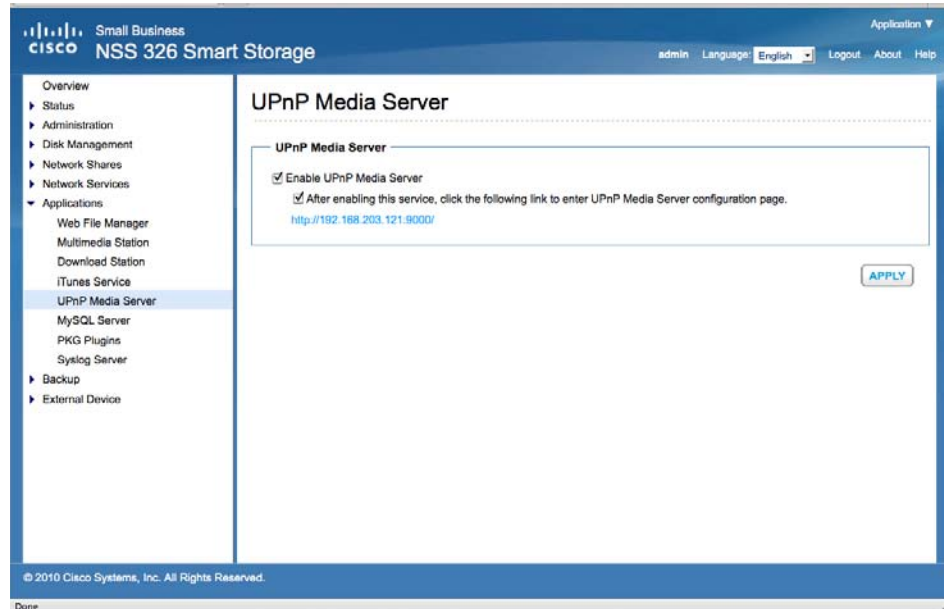 Small Business
CISCO NSS 326 Smart Storage
Application ▼
admin Language: English Logout About Help
Overview
Status
Administration
Disk Management
Network Shares
Network Services
Applications
Web File Manager
Multimedia Station
Download Station
iTunes Service
UPnP Media Server
MySQL Server
PKG Plugins
Syslog Server
Backup
External Device
UPnP Media Server
UPnP Media Server
Enable UPnP Media Server
After enabling this service, click the following link to enter UPnP Media Server configuration page.
http://192.168.203.121:9000/
APPLY
© 2010 Cisco Systems, Inc. All Rights Reserved.
Done